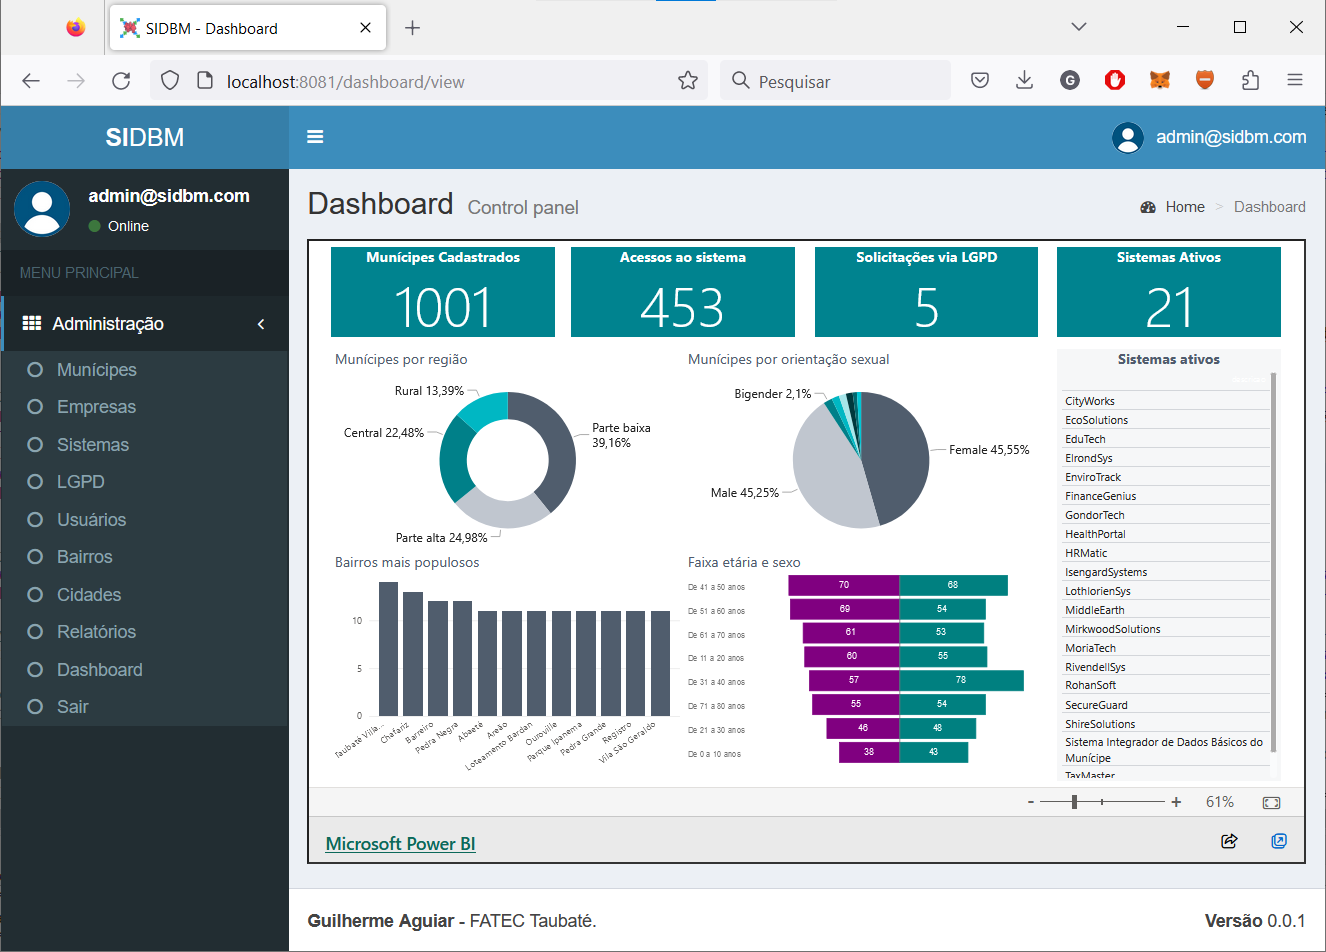 SIDBM - Dashboard
localhost:8081/dashboard/view
Pesquisar
G
SIDBM
admin@sidbm.com
admin@sidbm.com
Online
MENU PRINCIPAL
Administração
Munícipes
Empresas
Sistemas
LGPD
Usuários
Bairros
Cidades
Relatórios
Dashboard
Sair
Dashboard Control panel
Home > Dashboard
Munícipes Cadastrados
1001
Acessos ao sistema
453
Solicitações via LGPD
5
Sistemas Ativos
21
Munícipes por região
Rural 13,39%
Central 22,48%
Parte baixa
39,16%
Parte alta 24,98%
Munícipes por orientação sexual
Bigender 2,1%
Female 45,55%
Male 45,25%
Sistemas ativos
CityWorks
EcoSolutions
EduTech
ElrondSys
EnviroTrack
FinanceGenius
GondorTech
HealthPortal
HRMatic
IsengardSystems
LothlorienSys
MiddleEarth
MirkwoodSolutions
MoriaTech
RivendellSys
RohanSoft
SecureGuard
ShireSolutions
Sistema Integrador de Dados Básicos do
Munícipe
TaxMaster
Bairros mais populosos
10
5
0
Taubaté Villa...
Chafariz
Barreiro
Pedra Negra
Abaeté
Areão
Loteamento Bardan
Ouroville
Parque Ipanema
Pedra Grande
Registro
Vila São Geraldo
Faixa etária e sexo
De 41 a 50 anos 70 68
De 51 a 60 anos 69 54
De 61 a 70 anos 61 53
De 11 a 20 anos 60 55
De 31 a 40 anos 57 78
De 71 a 80 anos 55 54
De 21 a 30 anos 46 48
De 0 a 10 anos 38 43
- + 61%
Microsoft Power BI
Guilherme Aguiar - FATEC Taubaté.
Versão 0.0.1